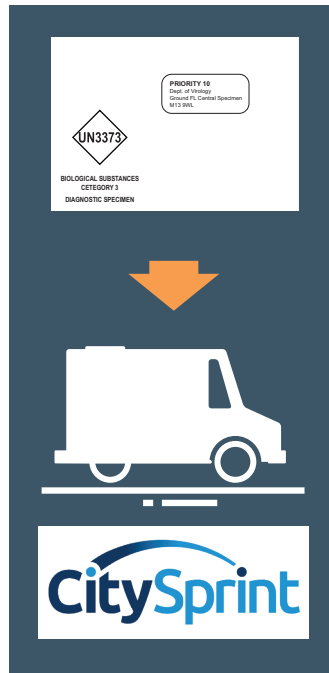 PRIORITY 10
Dept. of Virology
Ground FL Central Specimen
M13 9WL
UN3373
BIOLOGICAL SUBSTANCES
CETEGORY 3
DIAGNOSTIC SPECIMEN
CitySprint